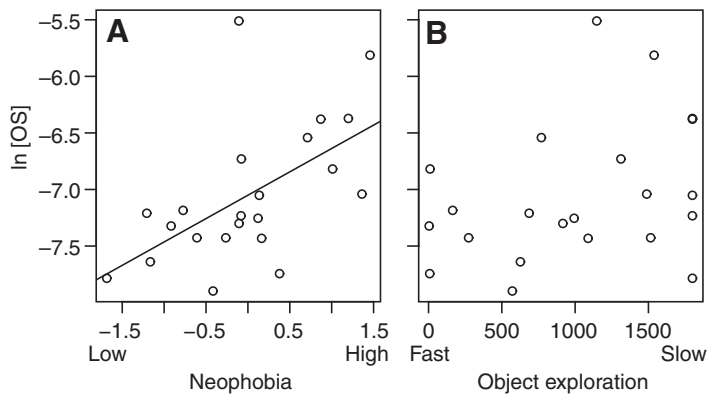 A
B
ln [OS]
−5.5
−6.0
−6.5
−7.0
−7.5
−1.5 −0.5 0.5 1.5
Low High
Neophobia
0 500 1000 1500
Fast Slow
Object exploration